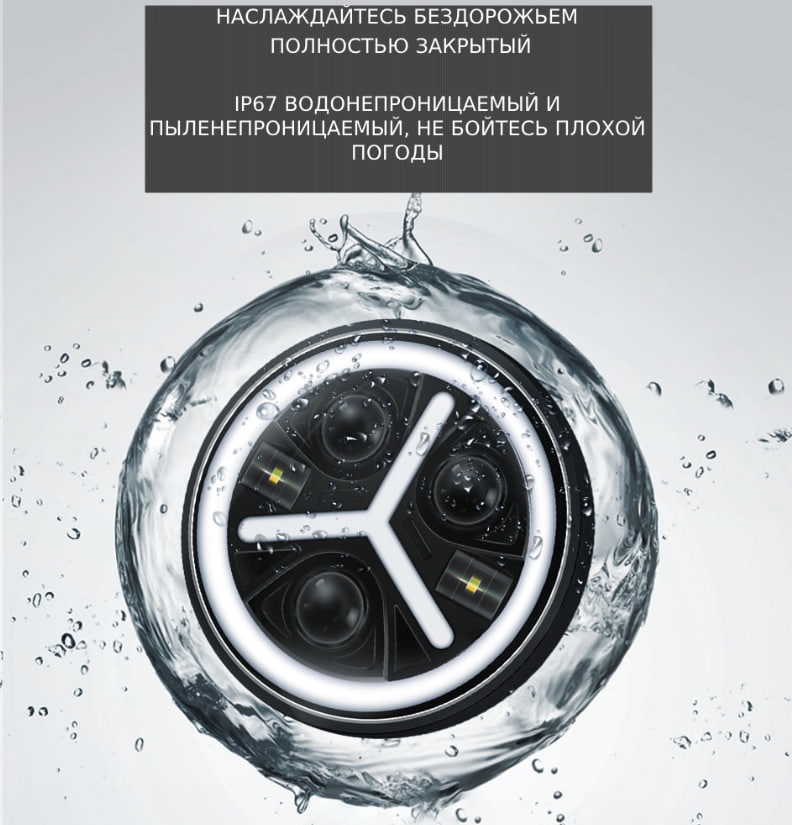 НАСЛАЖДАЙТЕСЬ БЕЗДОРОЖЬЕМ
ПОЛНОСТЬЮ ЗАКРЫТЫЙ
IP67 ВОДОНЕПРОНИЦАЕМЫЙ И
ПЫЛЕНЕПРОНИЦАЕМЫЙ, НЕ БОЙТЕСЬ ПЛОХОЙ
ПОГОДЫ